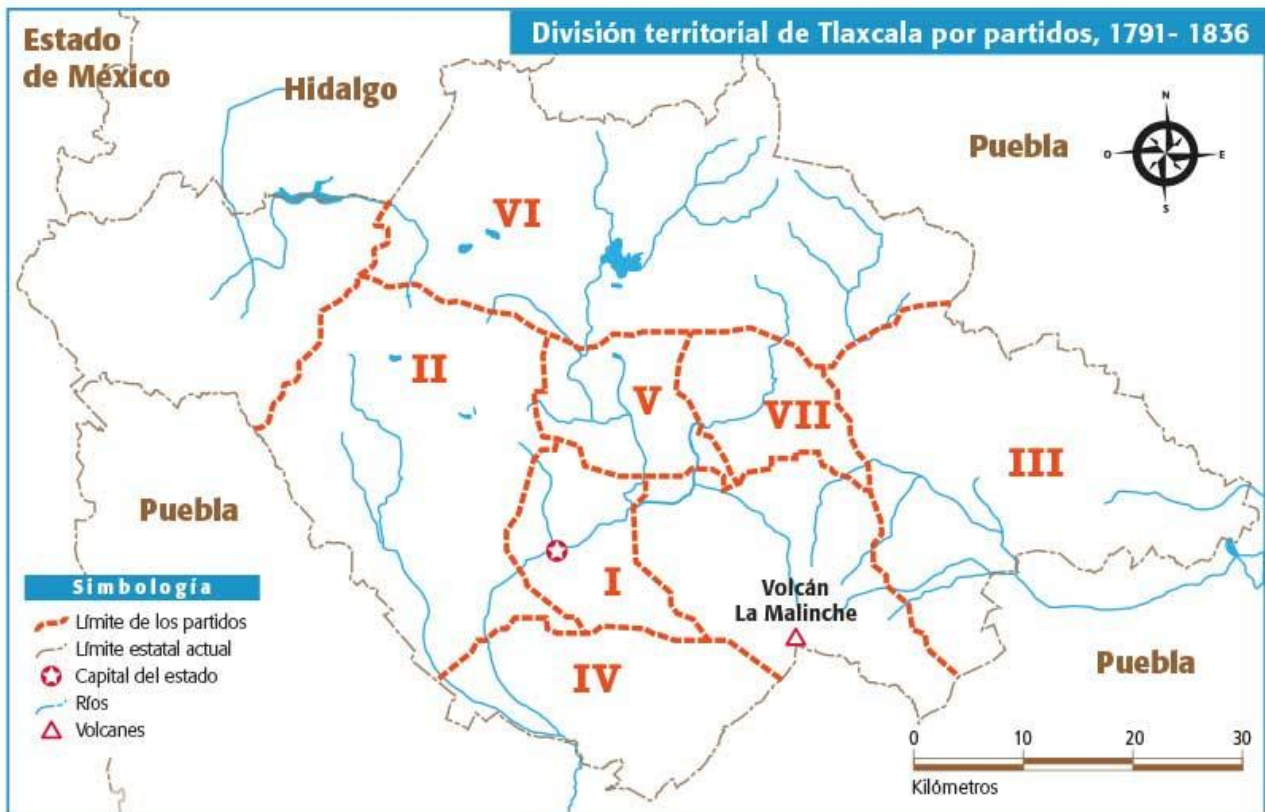 División territorial de Tlaxcala por partidos, 1791- 1836
Estado
de México
Hidalgo
Puebla
N
O
E
S
VI
II
V
VII
III
Puebla
I
Volcán
La Malinche
IV
Puebla
Simbología
Límite de los partidos
Límite estatal actual
Capital del estado
Ríos
Volcanes
0
10
20
30
Kilómetros